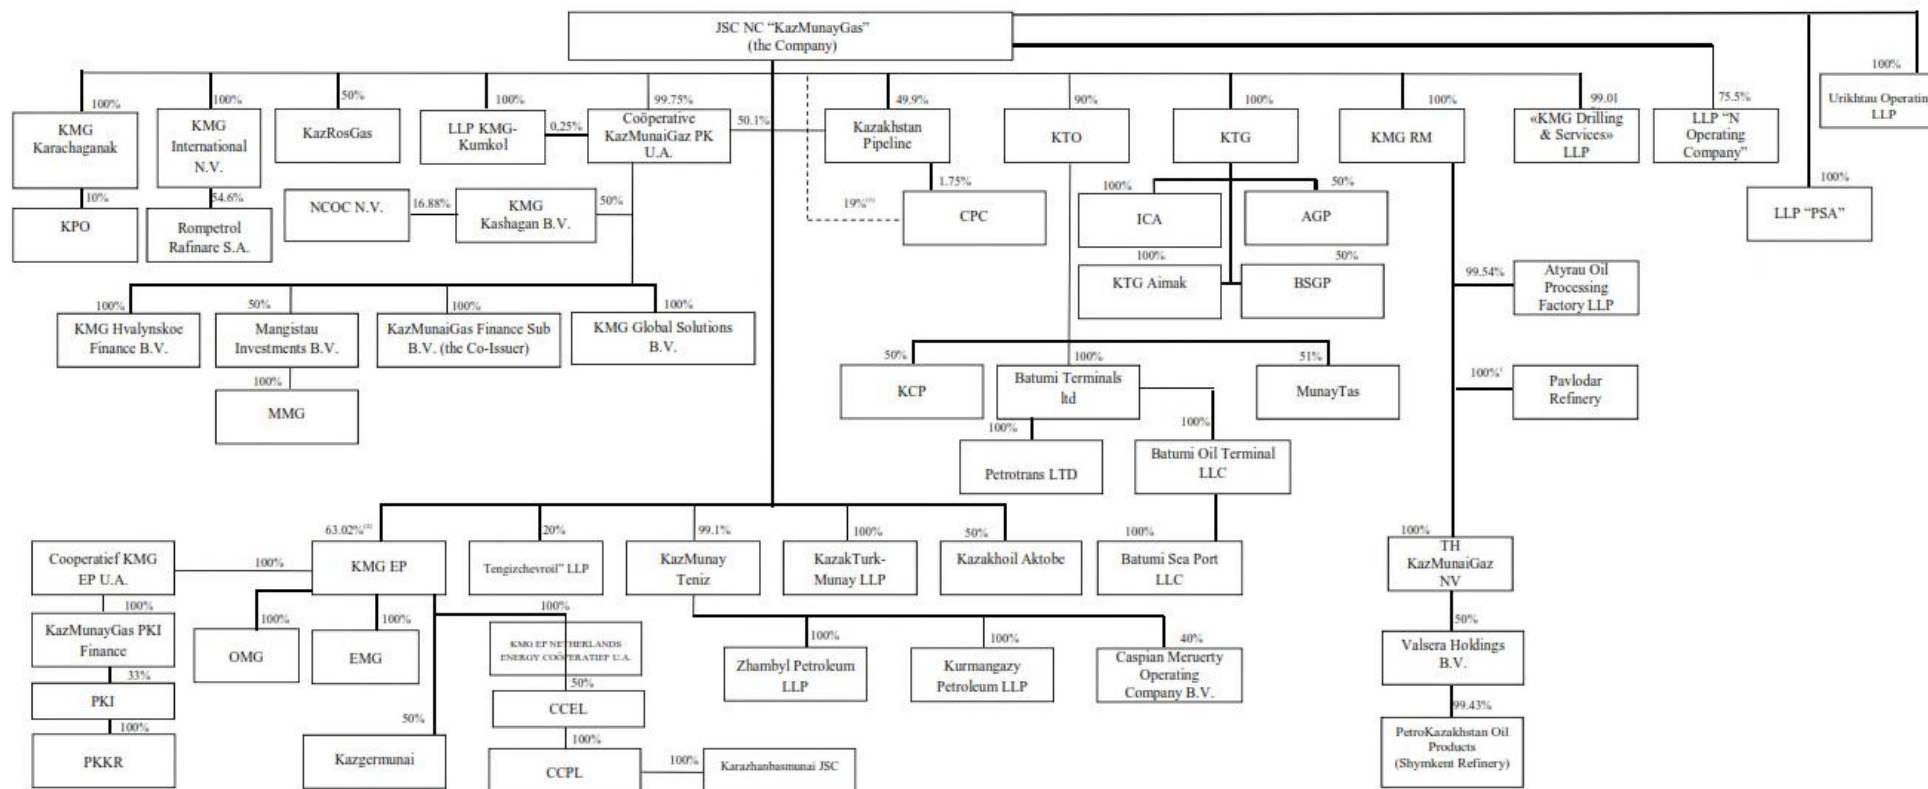 JSC NC “KazMunayGas”
(the Company)
100%
100%
50%
100%
99.75%
49.9%
90%
100%
100%
99.01
75.5%
100%
KMG
Karachaganak
KMG
International
N.V.
KazRosGas
LLP KMG-
Kumkol
0,25%
Coöperative
KazMunaiGaz PK
U.A.
50.1%
Kazakhstan
Pipeline
KTO
KTG
KMG RM
«KMG Drilling
& Services»
LLP
LLP “N
Operating
Company”
Urikhtau Operating
LLP
10%
54.6%
1.75%
100%
50%
100%
KPO
Rompetrol
Rafinare S.A.
NCOC N.V.
16.88%
KMG
Kashagan B.V.
50%
19%⁽¹⁾
CPC
ICA
AGP
LLP “PSA”
100%
50%
KTG Aimak
BSGP
99.54%
Atyrau Oil
Processing
Factory LLP
100%
50%
100%
100%
KMG Hvalynskoe
Finance B.V.
Mangistau
Investments B.V.
KazMunaiGas Finance Sub
B.V. (the Co-Issuer)
KMG Global Solutions
B.V.
50%
100%
51%
100%
MMG
KCP
Batumi Terminals
ltd
MunayTas
100%¹
Pavlodar
Refinery
100%
100%
Petrotrans LTD
Batumi Oil Terminal
LLC
63.02%⁽²⁾
20%
99.1%
100%
50%
100%
100%
Cooperatief KMG
EP U.A.
100%
KMG EP
Tengizchevroil” LLP
KazMunay
Teniz
KazakTurk-
Munay LLP
Kazakhoil Aktobe
Batumi Sea Port
LLC
TH
KazMunaiGaz
NV
100%
100%
100%
100%
50%
KazMunayGas PKI
Finance
OMG
EMG
KMG EP NETHERLANDS
ENERGY COÖPERATIEF U.A.
100%
100%
40%
Zhambyl Petroleum
LLP
Kurmangazy
Petroleum LLP
Caspian Meruerty
Operating
Company B.V.
Valsera Holdings
B.V.
33%
50%
PKI
CCEL
99.43%
100%
50%
100%
PKKR
Kazgermunai
CCPL
100%
Karazhanbasmunai JSC
PetroKazakhstan Oil
Products
(Shymkent Refinery)